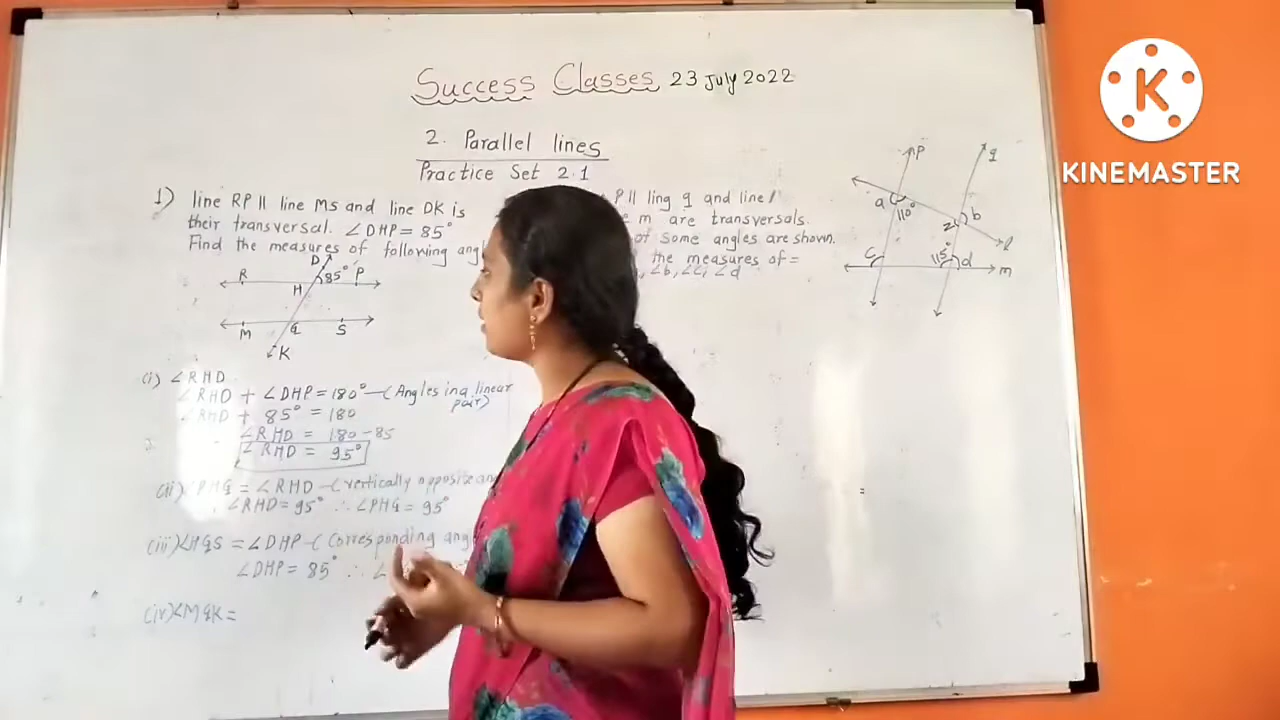 Success Classes 23 July 2022
2. Parallel lines
Practice Set 2.1
1) line RP || line MS and line DK is
their transversal. ∠DHP = 85°
Find the measures of following angl
D
R 85° P
H
M G S
K
(i) ∠RHD
∠RHD + ∠DHP = 180° - (Angles in a linear
pair)
∠RHD + 85° = 180
∠RHD = 180 - 85
∠RHD = 95°
(ii) ∠PHG = ∠RHD - (vertically opposite ang
∠RHD = 95° ∴ ∠PHG = 95°
(iii) ∠HGS = ∠DHP - (Corresponding ang
∠DHP = 85° ∴ ∠
(iv) ∠MGK =
P || ling q and line l
m are transversals.
of some angles are shown.
the measures of =
∠b, ∠c, ∠d
p q
a 110° b
l
c 115° d m
=
K
KINEMASTER